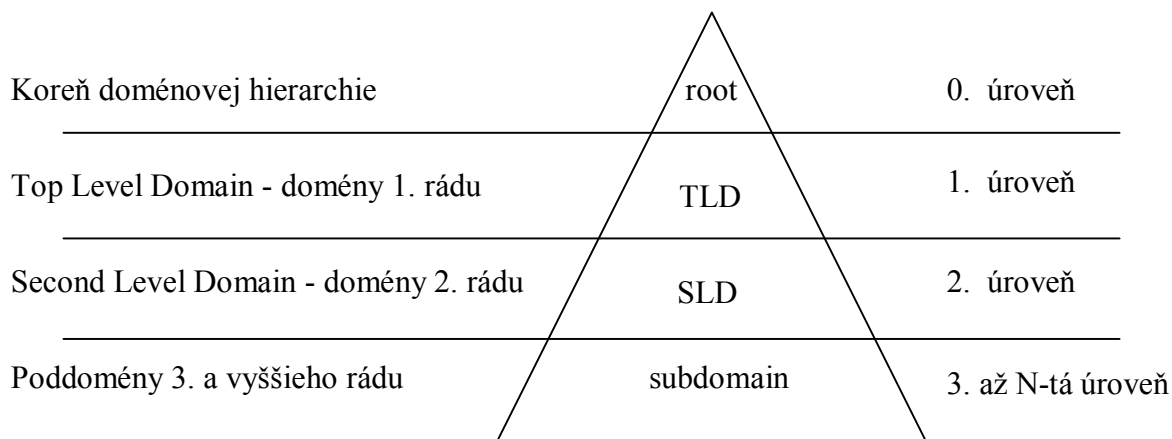 Koreň doménovej hierarchie root 0. úroveň
Top Level Domain - domény 1. rádu TLD 1. úroveň
Second Level Domain - domény 2. rádu SLD 2. úroveň
Poddomény 3. a vyššieho rádu subdomain 3. až N-tá úroveň